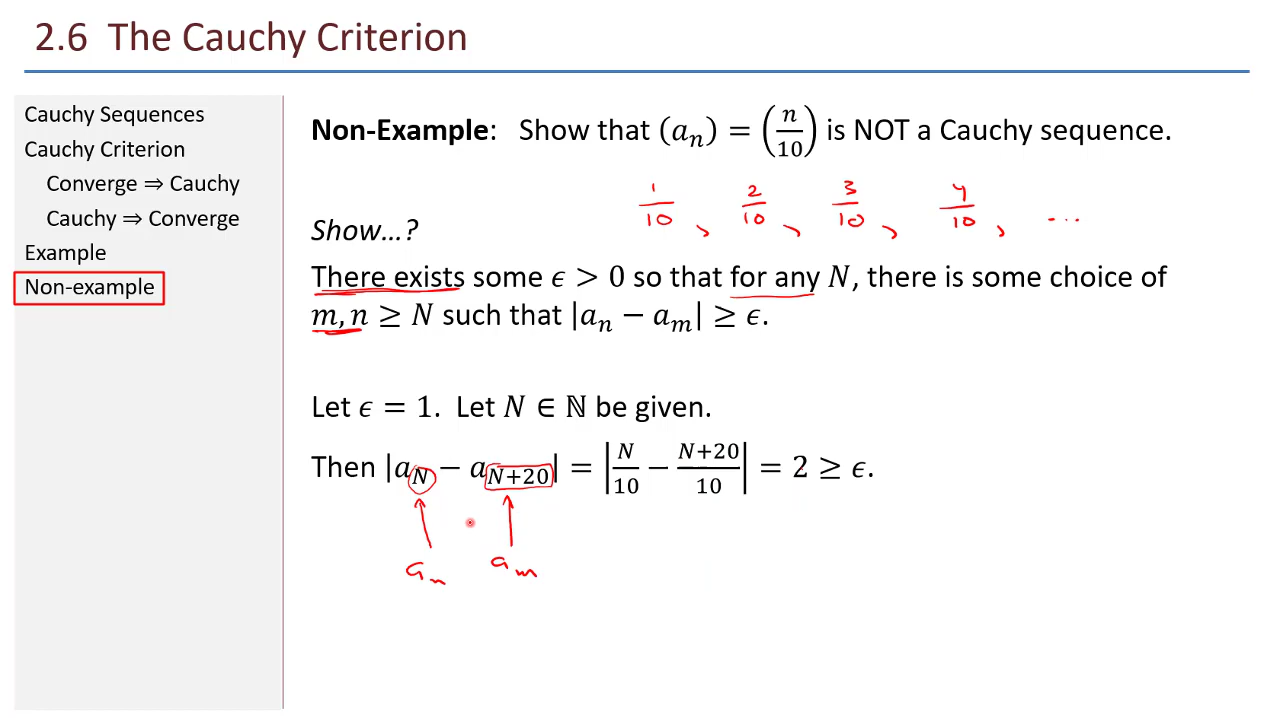 2.6 The Cauchy Criterion
Cauchy Sequences
Cauchy Criterion
Converge ⇒ Cauchy
Cauchy ⇒ Converge
Example
Non-example
Non-Example: Show that (aₙ) = (n/10) is NOT a Cauchy sequence.
1/10 , 2/10 , 3/10 , 4/10 , ...
Show…?
There exists some ϵ > 0 so that for any N, there is some choice of
m, n ≥ N such that |aₙ − aₘ| ≥ ϵ.
Let ϵ = 1. Let N ∈ ℕ be given.
Then |a_N − a_{N+20}| = |N/10 − (N+20)/10| = 2 ≥ ϵ.
aₙ aₘ